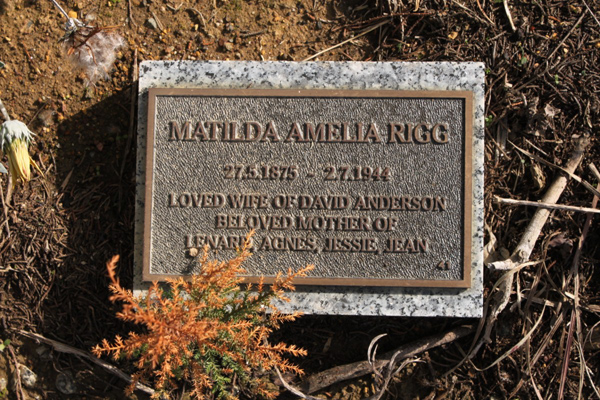 MATILDA AMELIA RIGG
27.5.1875 - 2.7.1944
LOVED WIFE OF DAVID ANDERSON
BELOVED MOTHER OF
LENARD, AGNES, JESSIE, JEAN
41